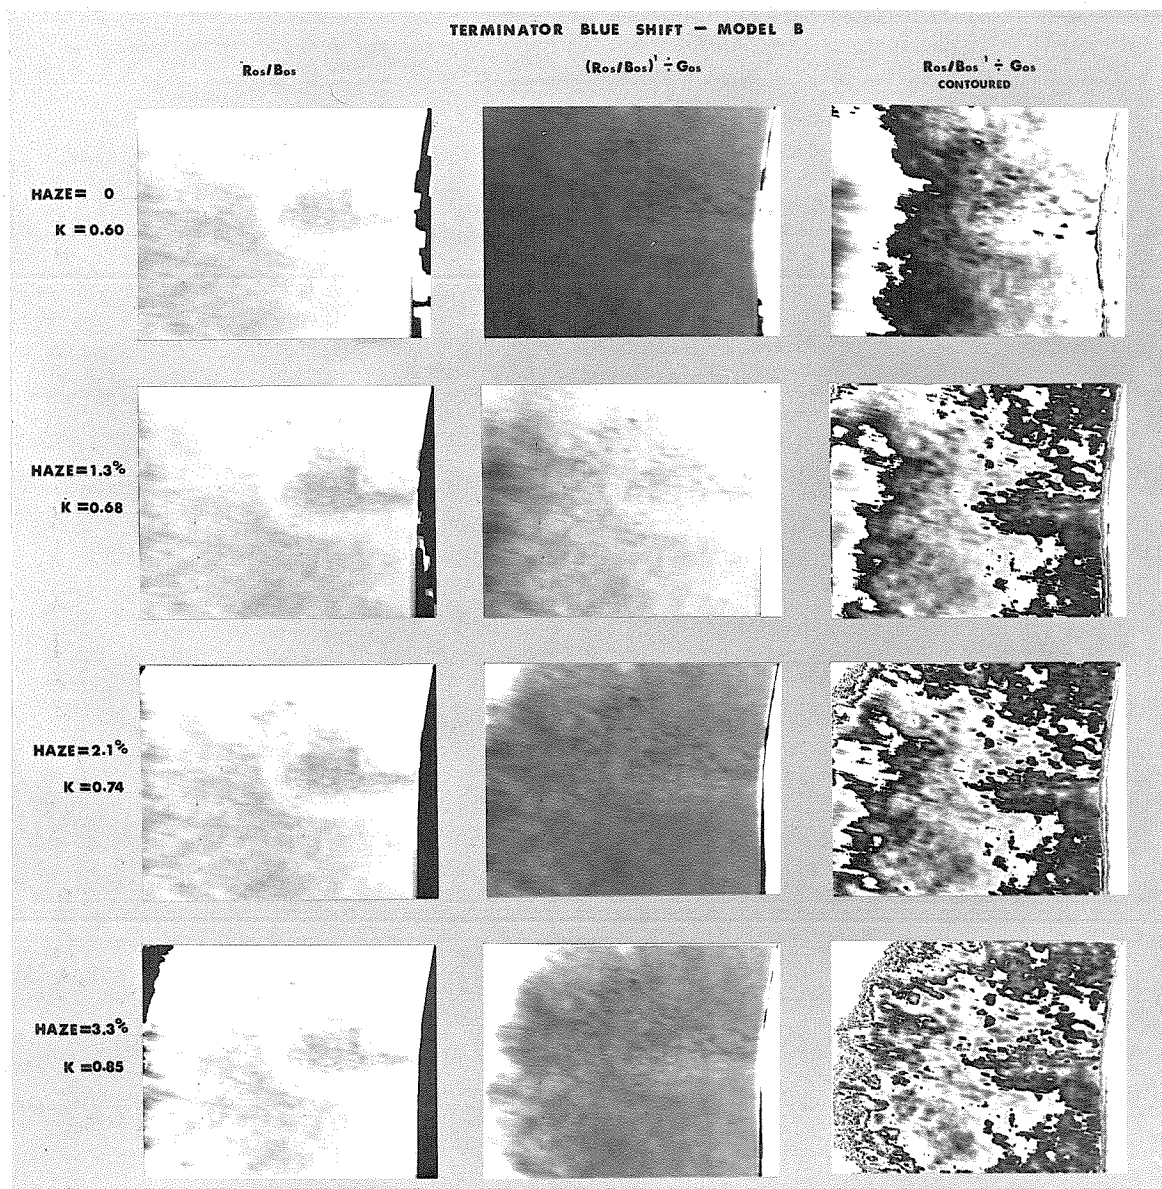 TERMINATOR BLUE SHIFT – MODEL B
Ros/Bos
(Ros/Bos)' ÷ Gos
Ros/Bos ' ÷ Gos
CONTOURED
HAZE= 0
K =0.60
HAZE=1.3%
K =0.68
HAZE=2.1%
K =0.74
HAZE=3.3%
K =0.85